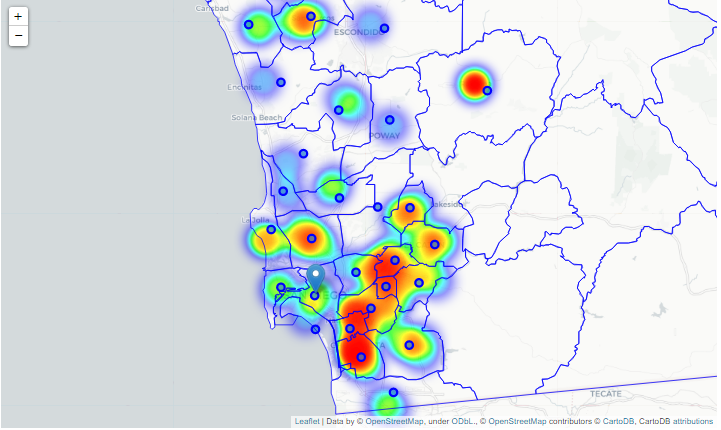 +
−
Carlsbad
ESCONDIDO
Encinitas
Solana Beach
POWAY
Lakeside
La Jolla
TECATE
Leaflet | Data by © OpenStreetMap, under ODbL., © OpenStreetMap contributors © CartoDB, CartoDB attributions